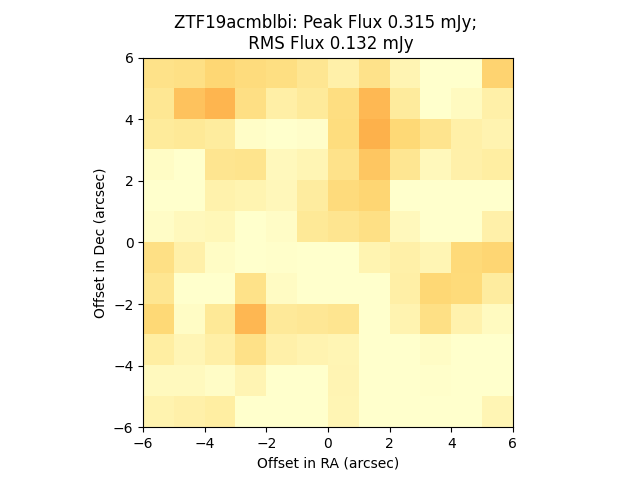 ZTF19acmblbi: Peak Flux 0.315 mJy;
RMS Flux 0.132 mJy
6
4
2
0
−2
−4
−6
Offset in Dec (arcsec)
−6 −4 −2 0 2 4 6
Offset in RA (arcsec)